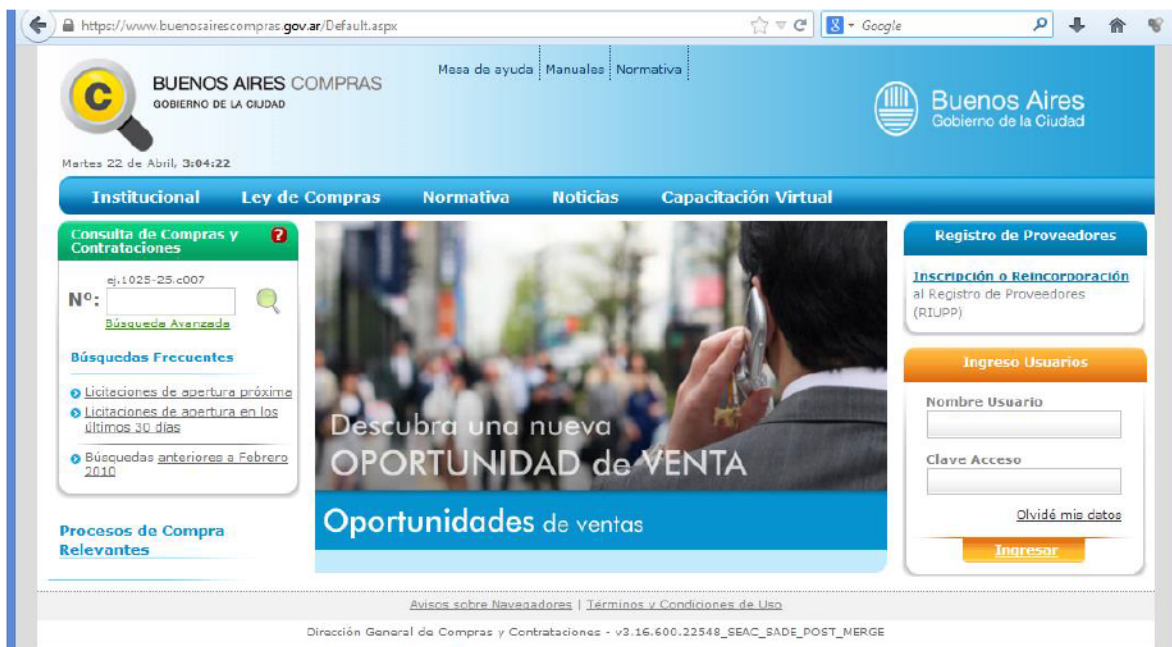 https://www.buenosairescompras.gov.ar/Default.aspx
Google
BUENOS AIRES COMPRAS
GOBIERNO DE LA CIUDAD
Mesa de ayuda
Manuales
Normativa
Buenos Aires
Gobierno de la Ciudad
Martes 22 de Abril, 3:04:22
Institucional
Ley de Compras
Normativa
Noticias
Capacitación Virtual
Consulta de Compras y
Contrataciones
?
ej.1025-25.c007
Nº:
Búsqueda Avanzada
Búsquedas Frecuentes
Licitaciones de apertura próxima
Licitaciones de apertura en los
últimos 30 días
Búsquedas anteriores a Febrero
2010
Procesos de Compra
Relevantes
Descubra una nueva
OPORTUNIDAD de VENTA
Oportunidades de ventas
Registro de Proveedores
Inscripción o Reincorporación
al Registro de Proveedores
(RIUPP)
Ingreso Usuarios
Nombre Usuario
Clave Acceso
Olvidé mis datos
Ingresar
Avisos sobre Navegadores | Términos y Condiciones de Uso
Dirección General de Compras y Contrataciones - v3.16.600.22548_SEAC_SADE_POST_MERGE